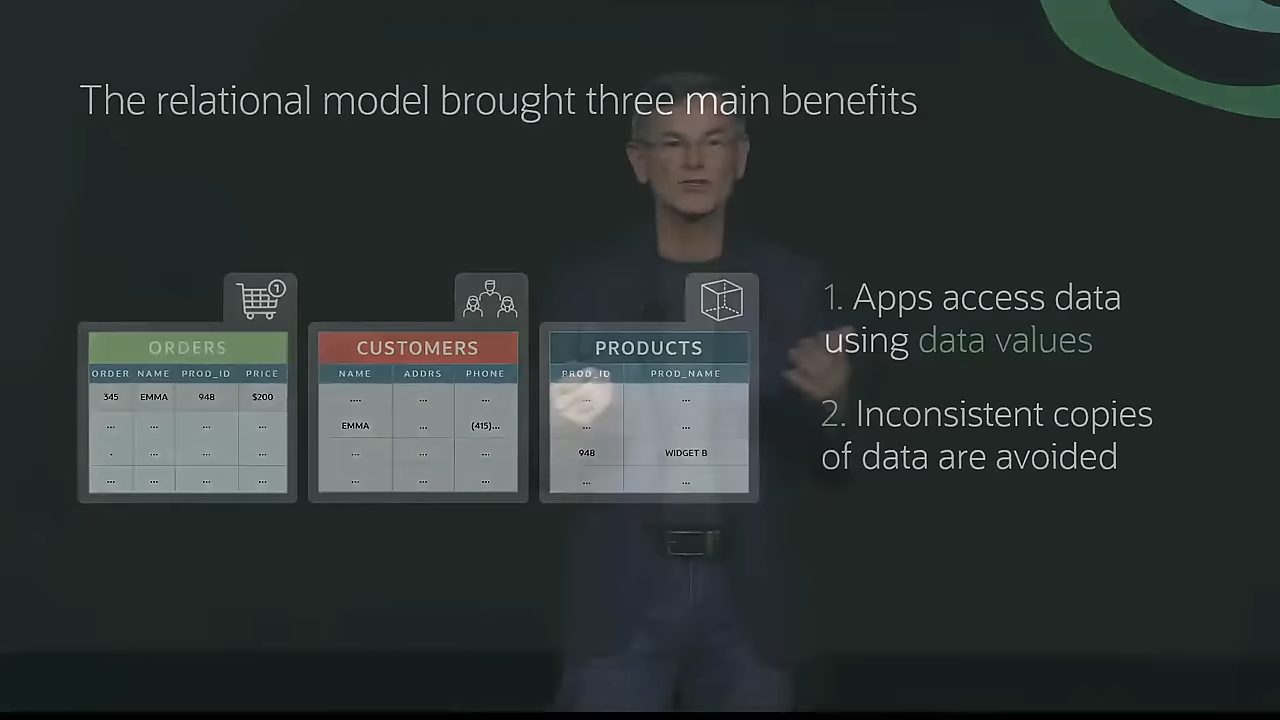 The relational model brought three main benefits
1
ORDERS
ORDER NAME PROD_ID PRICE
345 EMMA 948 $200
... ... ... ...
. ... ... ...
... ... ... ...
CUSTOMERS
NAME ADDRS PHONE
.... ... ...
EMMA ... (415)...
... ... ...
... ... ...
PRODUCTS
PROD_ID PROD_NAME
... ...
... ...
948 WIDGET B
... ...
1. Apps access data
using data values
2. Inconsistent copies
of data are avoided